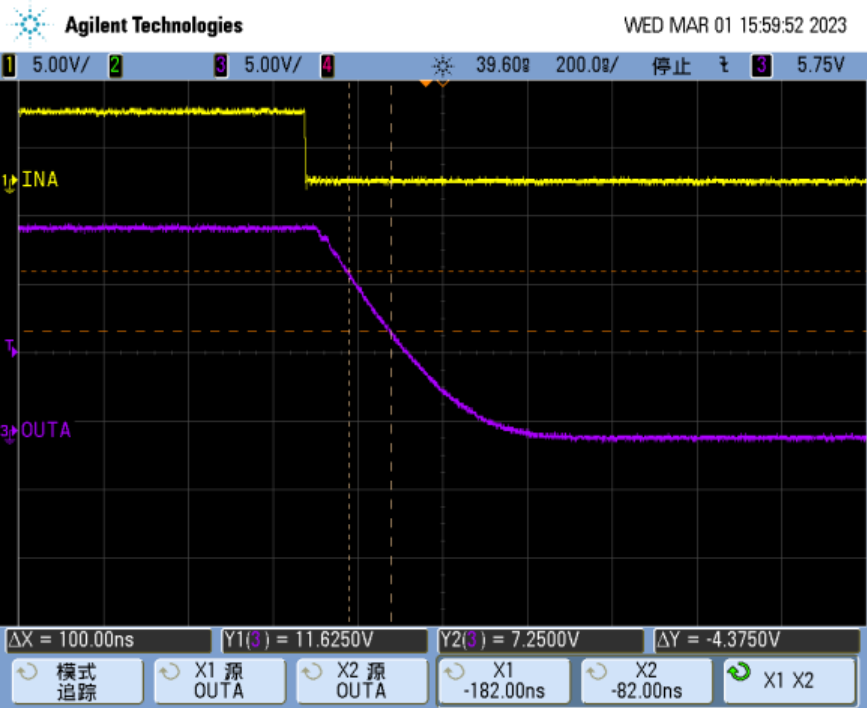 Agilent Technologies
WED MAR 01 15:59:52 2023
1 5.00V/ 2 3 5.00V/ 4 39.60s 200.0s/ 停止 3 5.75V
1 INA
T
3 OUTA
ΔX = 100.00ns Y1(3) = 11.6250V Y2(3) = 7.2500V ΔY = -4.3750V
模式 追踪
X1 源 OUTA
X2 源 OUTA
X1 -182.00ns
X2 -82.00ns
X1 X2